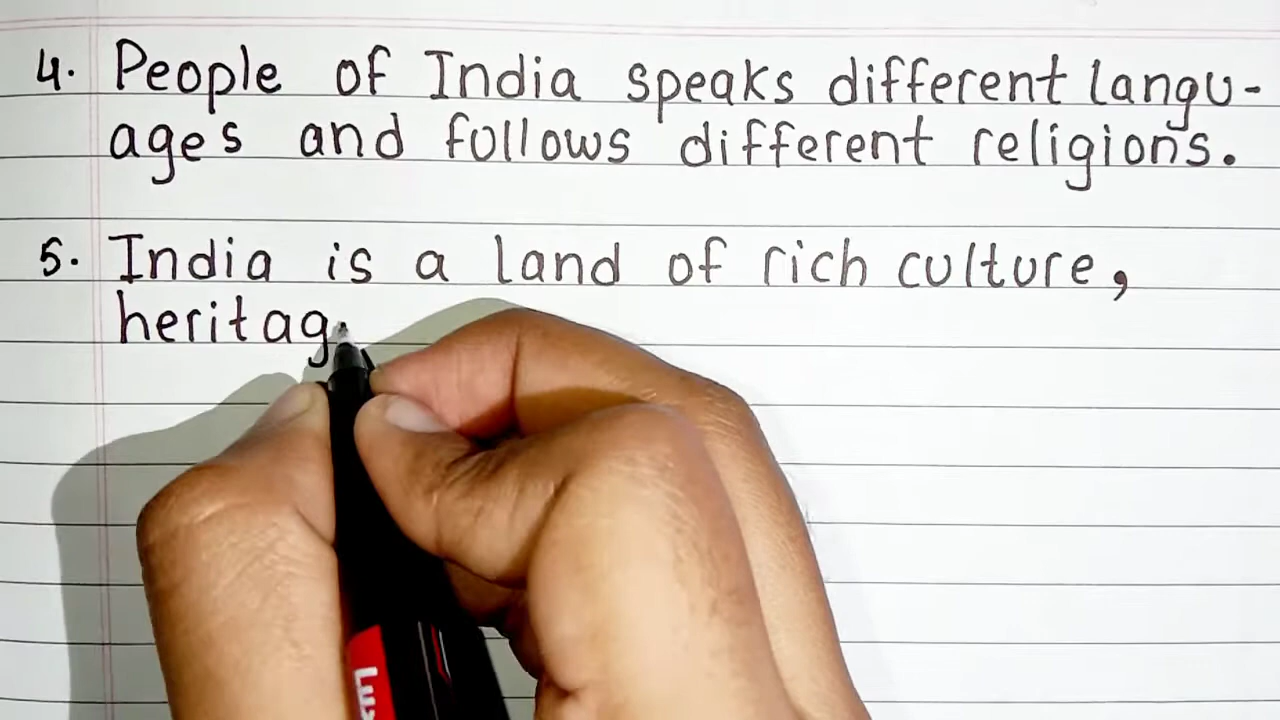 4. People of India speaks different langu-
ages and follows different religions.
5. India is a land of rich culture,
heritag